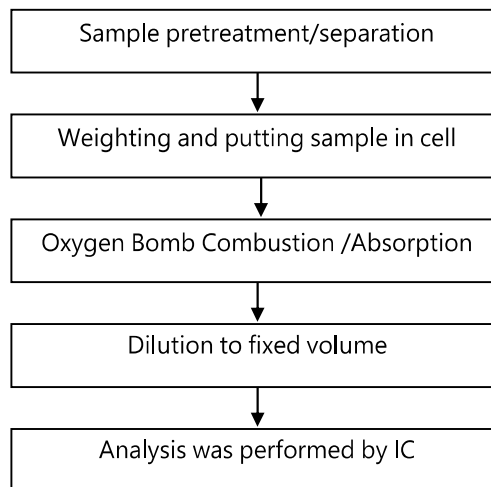 Sample pretreatment/separation
Weighting and putting sample in cell
Oxygen Bomb Combustion /Absorption
Dilution to fixed volume
Analysis was performed by IC